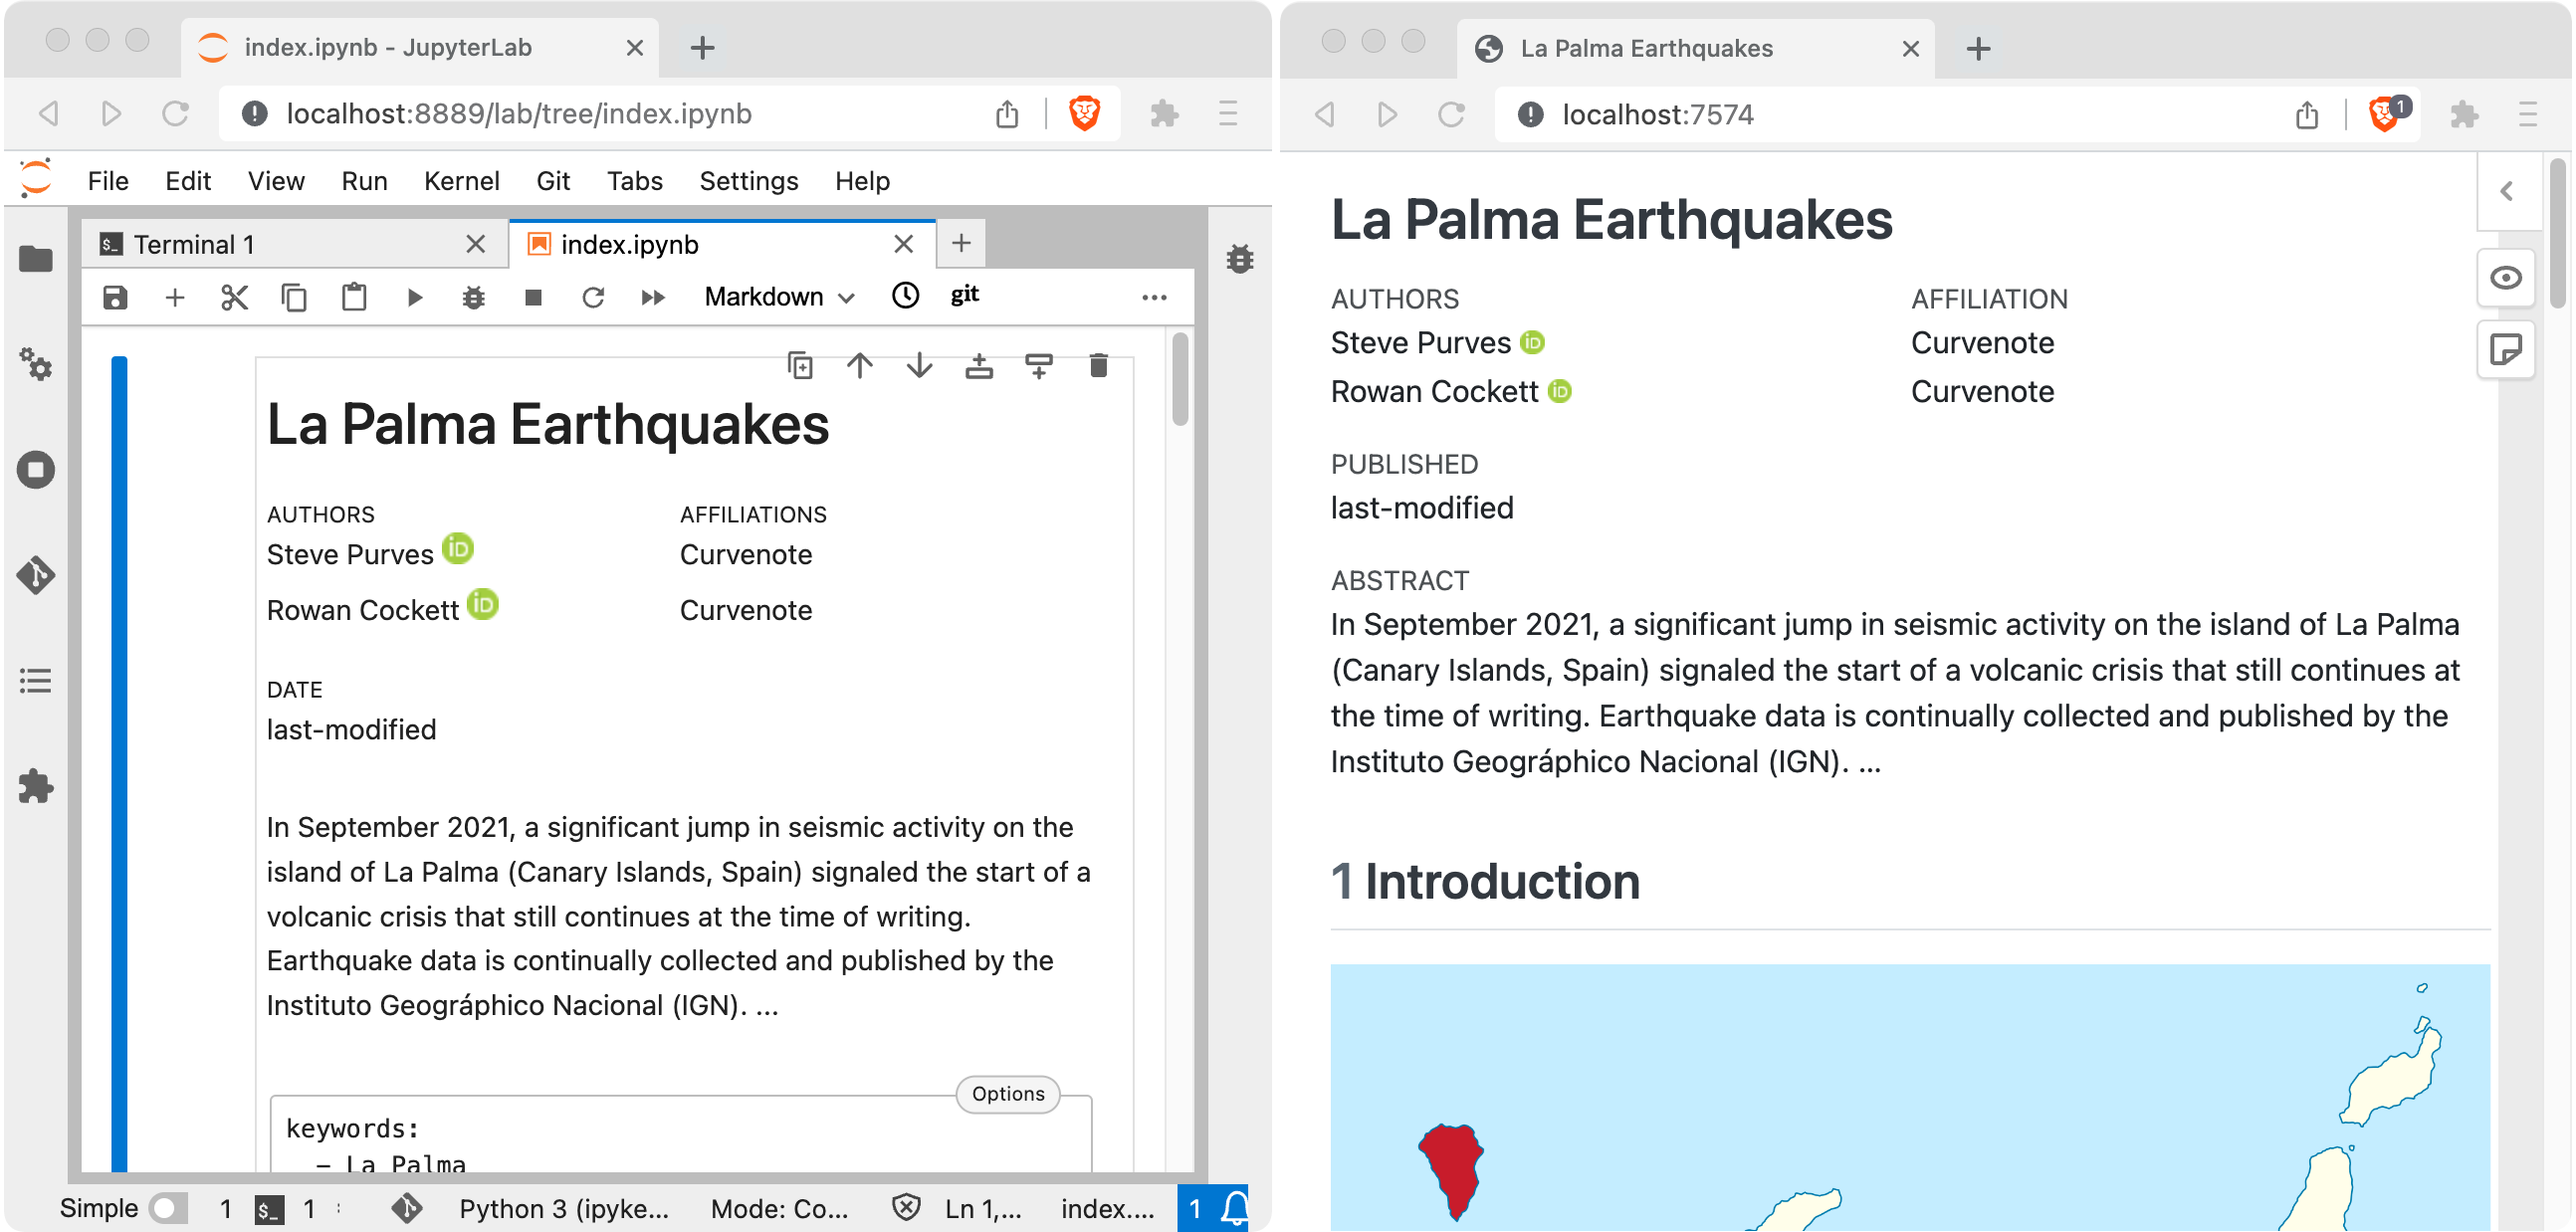 index.ipynb - JupyterLab
localhost:8889/lab/tree/index.ipynb
File Edit View Run Kernel Git Tabs Settings Help
Terminal 1
index.ipynb
Markdown
git
La Palma Earthquakes
AUTHORS AFFILIATIONS
Steve Purves iD Curvenote
Rowan Cockett iD Curvenote
DATE
last-modified
In September 2021, a significant jump in seismic activity on the
island of La Palma (Canary Islands, Spain) signaled the start of a
volcanic crisis that still continues at the time of writing.
Earthquake data is continually collected and published by the
Instituto Geográphico Nacional (IGN). ...
Options
keywords:
- La Palma
Simple 1 $_ 1 Python 3 (ipyke... Mode: Co... Ln 1,... index.... 1
La Palma Earthquakes
localhost:7574
1
La Palma Earthquakes
AUTHORS AFFILIATION
Steve Purves iD Curvenote
Rowan Cockett iD Curvenote
PUBLISHED
last-modified
ABSTRACT
In September 2021, a significant jump in seismic activity on the island of La Palma
(Canary Islands, Spain) signaled the start of a volcanic crisis that still continues at
the time of writing. Earthquake data is continually collected and published by the
Instituto Geográphico Nacional (IGN). ...
1 Introduction